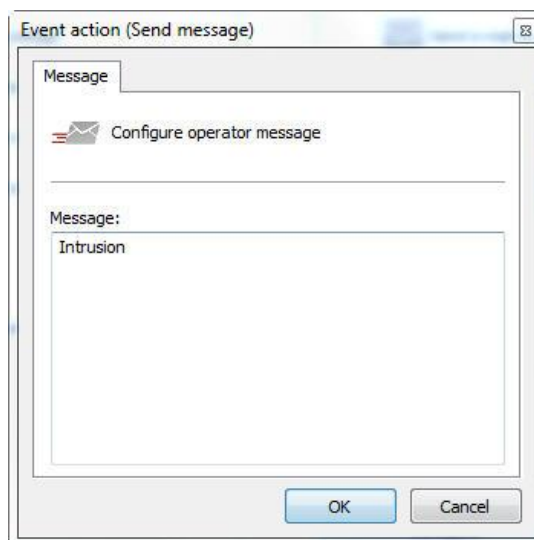 Event action (Send message)
Message
Configure operator message
Message:
Intrusion
OK
Cancel